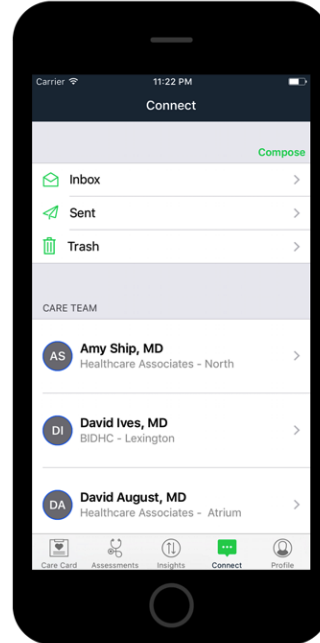 Carrier 11:22 PM
Connect
Compose
Inbox
Sent
Trash
CARE TEAM
AS
Amy Ship, MD
Healthcare Associates - North
DI
David Ives, MD
BIDHC - Lexington
DA
David August, MD
Healthcare Associates - Atrium
Care Card Assessments Insights Connect Profile